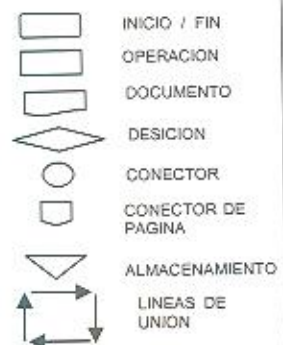 INICIO / FIN
OPERACION
DOCUMENTO
DESICION
CONECTOR
CONECTOR DE
PAGINA
ALMACENAMIENTO
LINEAS DE
UNION